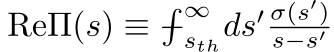 ReΠ(s) ≡ ⨍_{s_{th}}^{∞} ds′ σ(s′)/(s−s′)